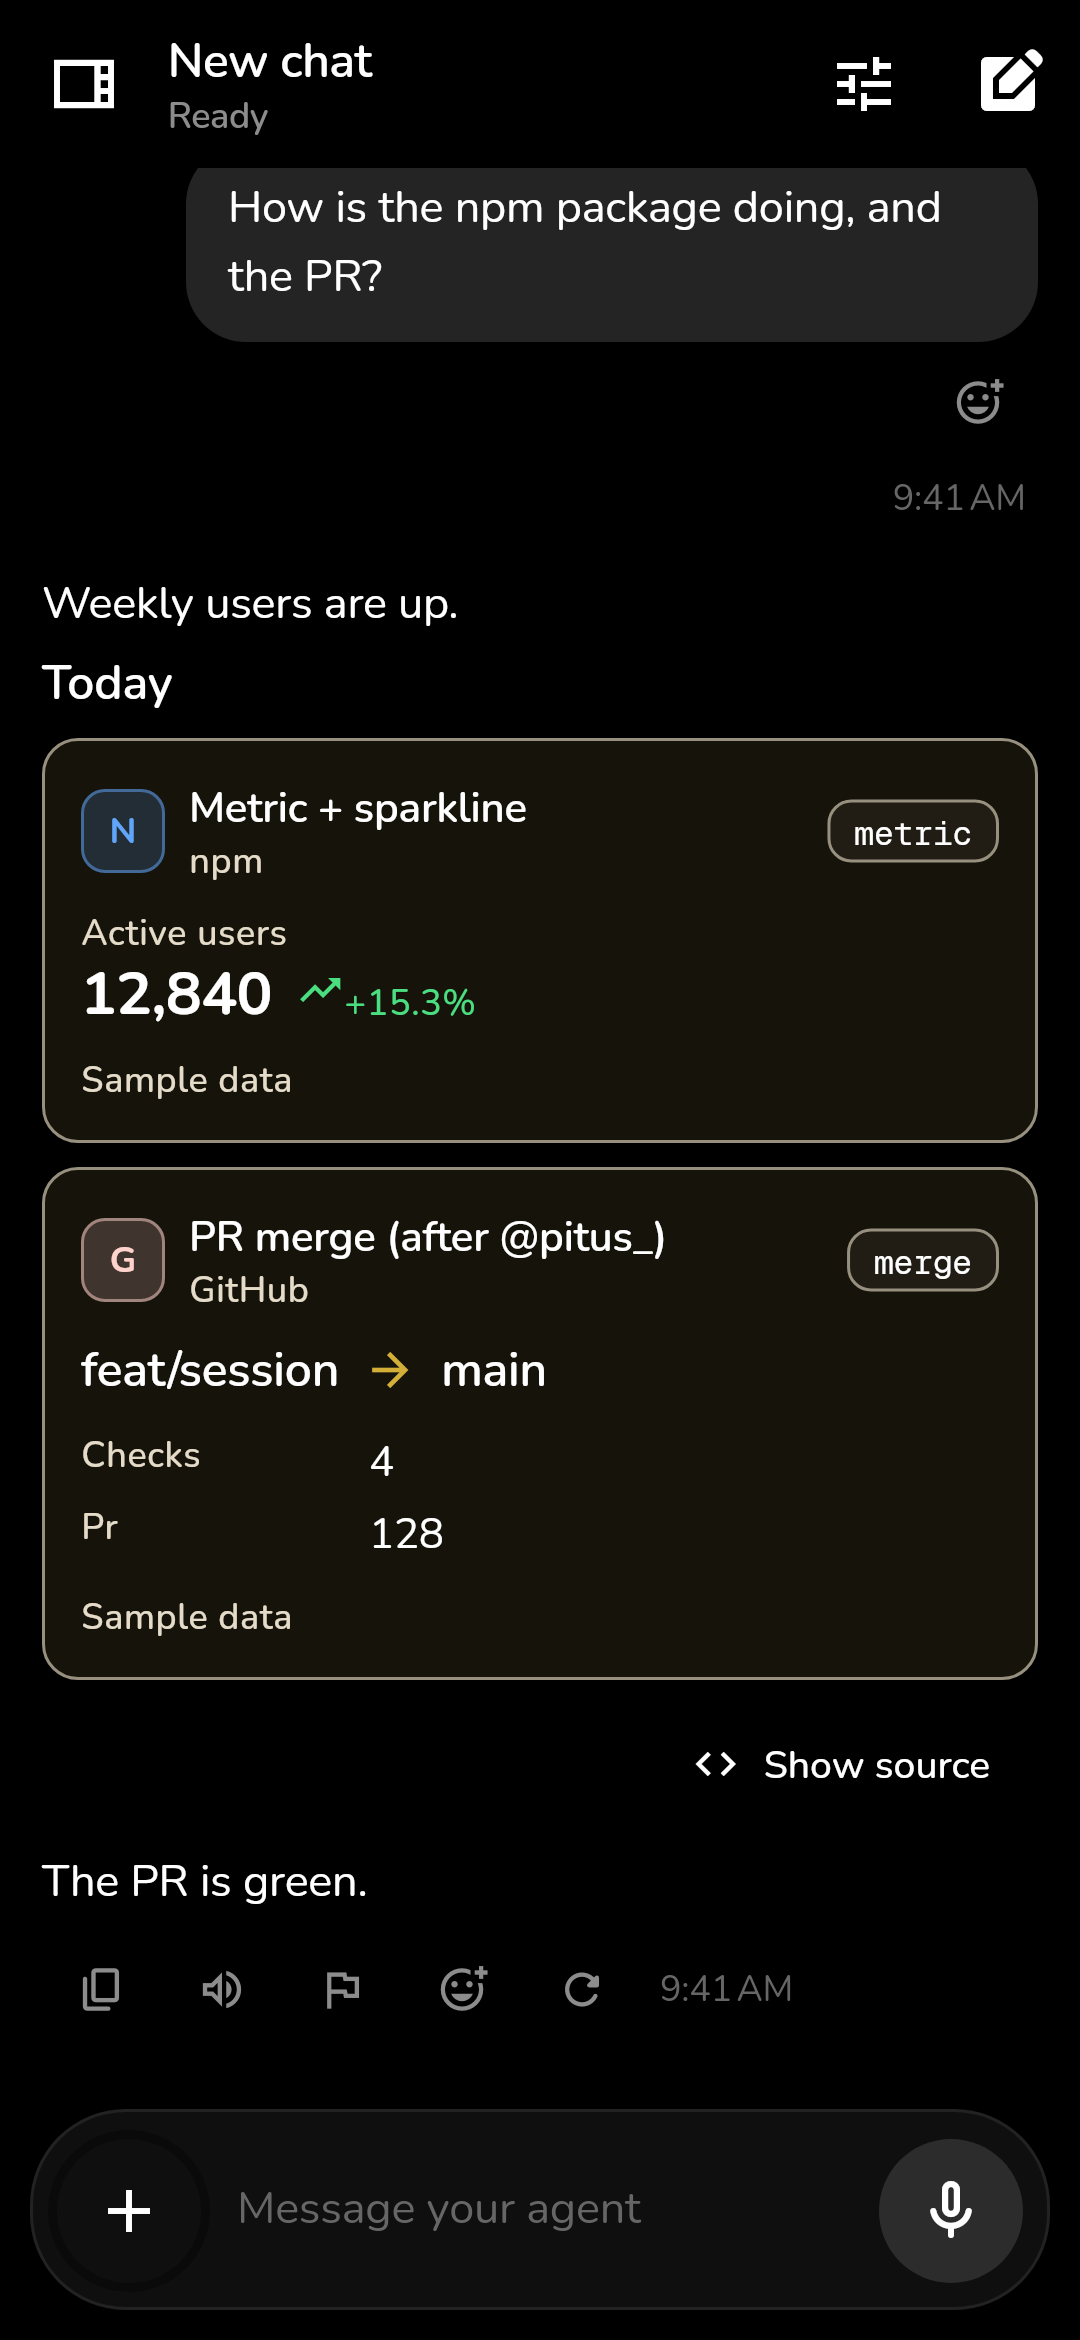 New chat
Ready
How is the npm package doing, and
the PR?
9:41 AM
Weekly users are up.
Today
N
Metric + sparkline
npm
metric
Active users
12,840 +15.3%
Sample data
G
PR merge (after @pitus_)
GitHub
merge
feat/session → main
Checks 4
Pr 128
Sample data
<> Show source
The PR is green.
9:41 AM
Message your agent